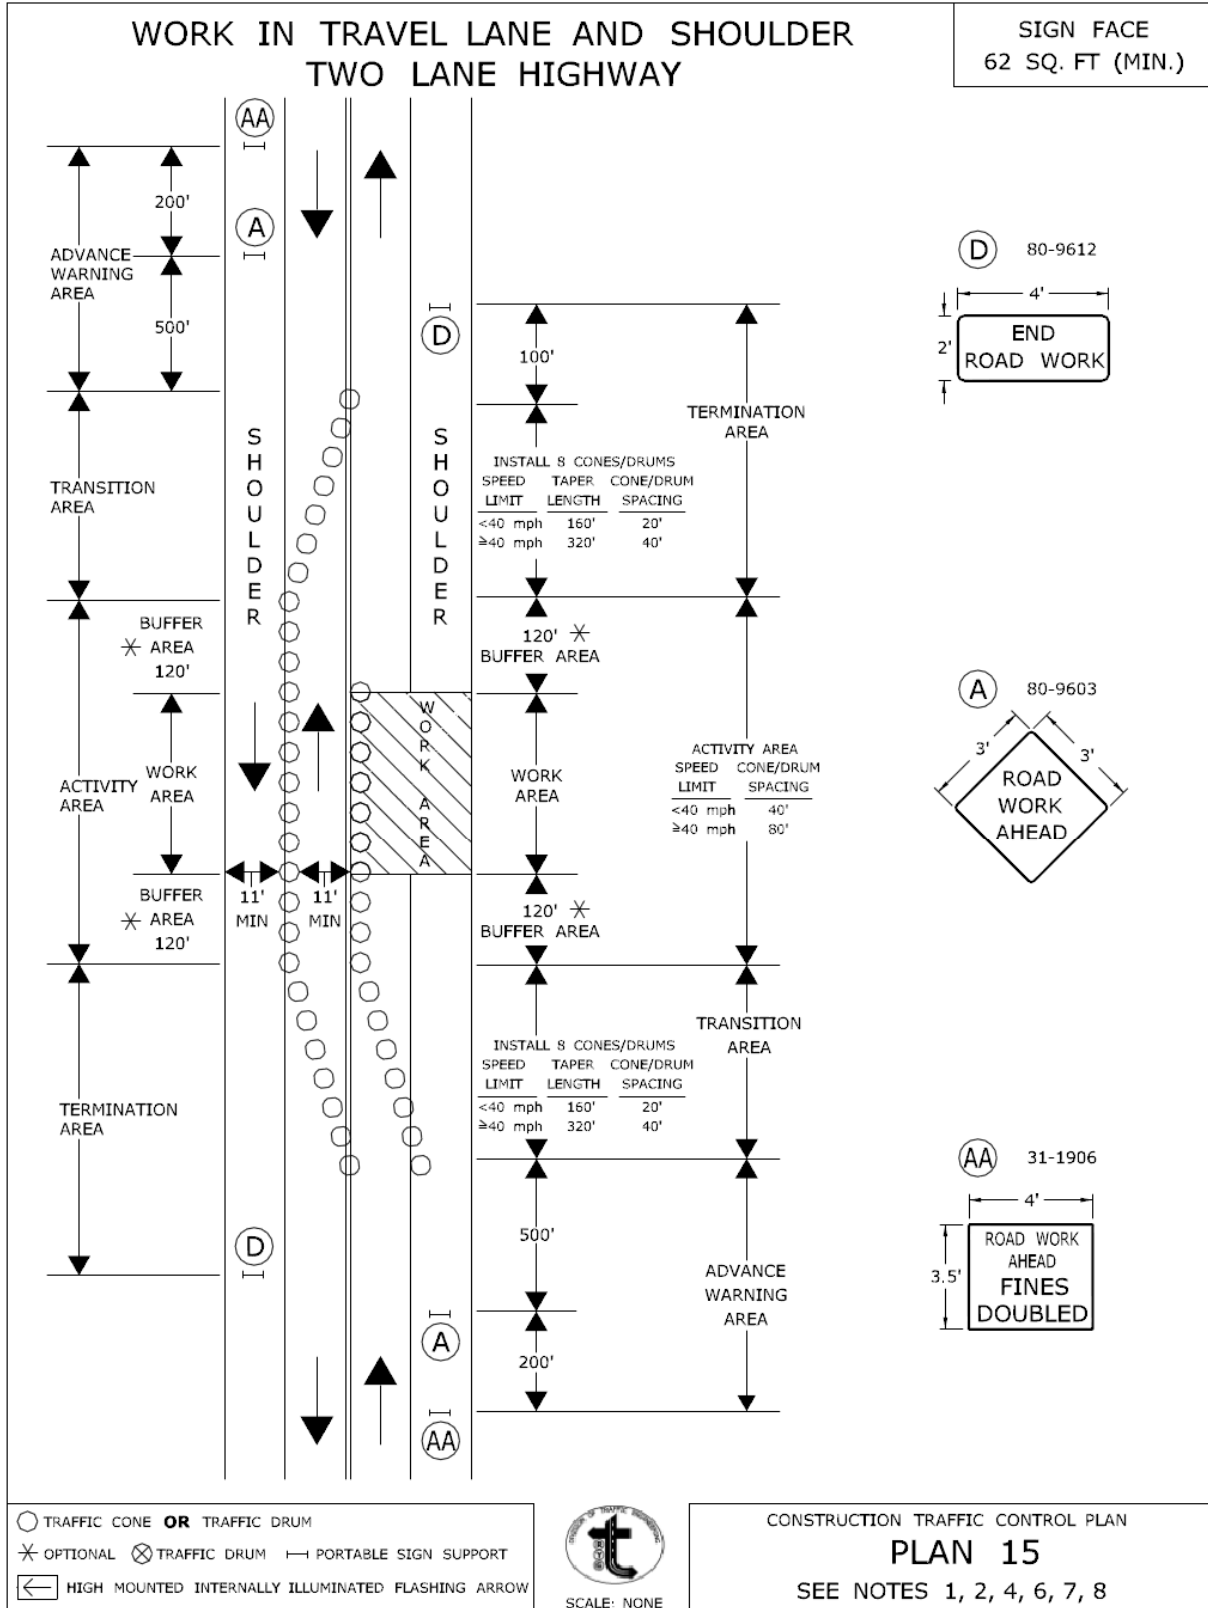 WORK IN TRAVEL LANE AND SHOULDER
TWO LANE HIGHWAY
SIGN FACE
62 SQ. FT (MIN.)
AA
200'
A
ADVANCE
WARNING
AREA
500'
D
100'
TERMINATION
AREA
TRANSITION
AREA
SHOULDER
SHOULDER
INSTALL 8 CONES/DRUMS
SPEED TAPER CONE/DRUM
LIMIT LENGTH SPACING
<40 mph 160' 20'
≥40 mph 320' 40'
BUFFER
* AREA
120'
120' *
BUFFER AREA
ACTIVITY
AREA
WORK
AREA
WORK AREA
WORK
AREA
ACTIVITY AREA
SPEED CONE/DRUM
LIMIT SPACING
<40 mph 40'
≥40 mph 80'
11'
MIN
11'
MIN
BUFFER
* AREA
120'
120' *
BUFFER AREA
TRANSITION
AREA
INSTALL 8 CONES/DRUMS
SPEED TAPER CONE/DRUM
LIMIT LENGTH SPACING
<40 mph 160' 20'
≥40 mph 320' 40'
TERMINATION
AREA
D
500'
ADVANCE
WARNING
AREA
A
200'
AA
D 80-9612
4'
2'
END
ROAD WORK
A 80-9603
3' 3'
ROAD
WORK
AHEAD
AA 31-1906
4'
3.5'
ROAD WORK
AHEAD
FINES
DOUBLED
TRAFFIC CONE OR TRAFFIC DRUM
* OPTIONAL TRAFFIC DRUM PORTABLE SIGN SUPPORT
HIGH MOUNTED INTERNALLY ILLUMINATED FLASHING ARROW
DIVISION OF TRAFFIC ENGINEERING
SCALE: NONE
CONSTRUCTION TRAFFIC CONTROL PLAN
PLAN 15
SEE NOTES 1, 2, 4, 6, 7, 8